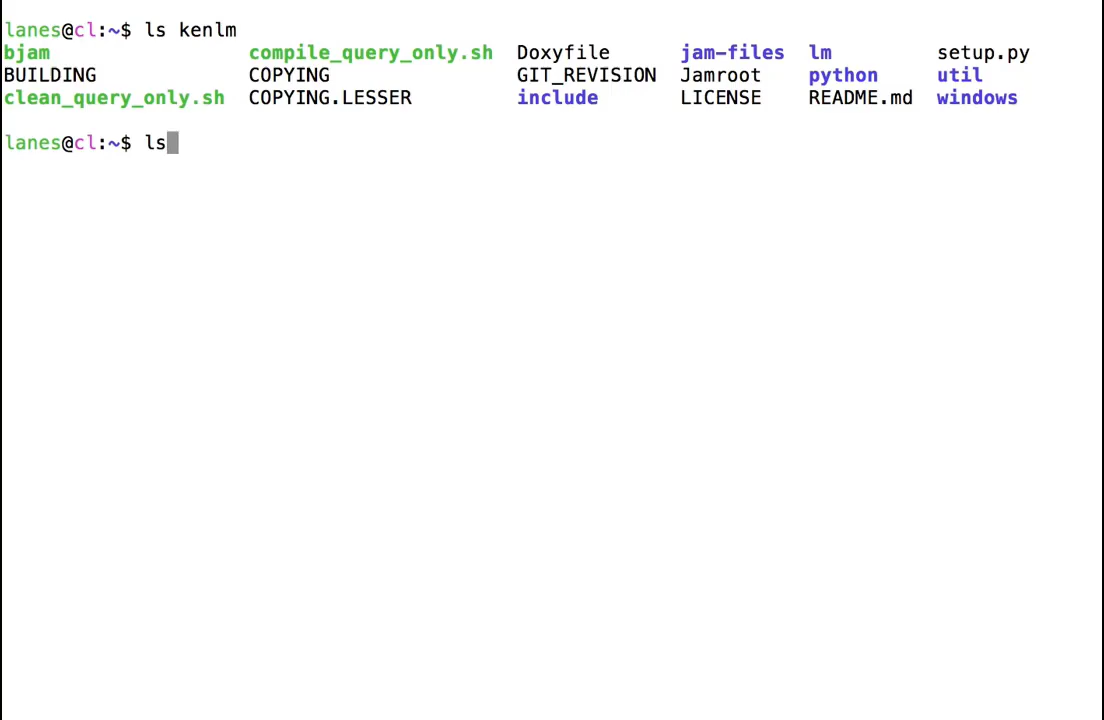 lanes@cl:~$ ls kenlm
bjam compile_query_only.sh Doxyfile jam-files lm setup.py
BUILDING COPYING GIT_REVISION Jamroot python util
clean_query_only.sh COPYING.LESSER include LICENSE README.md windows
lanes@cl:~$ ls